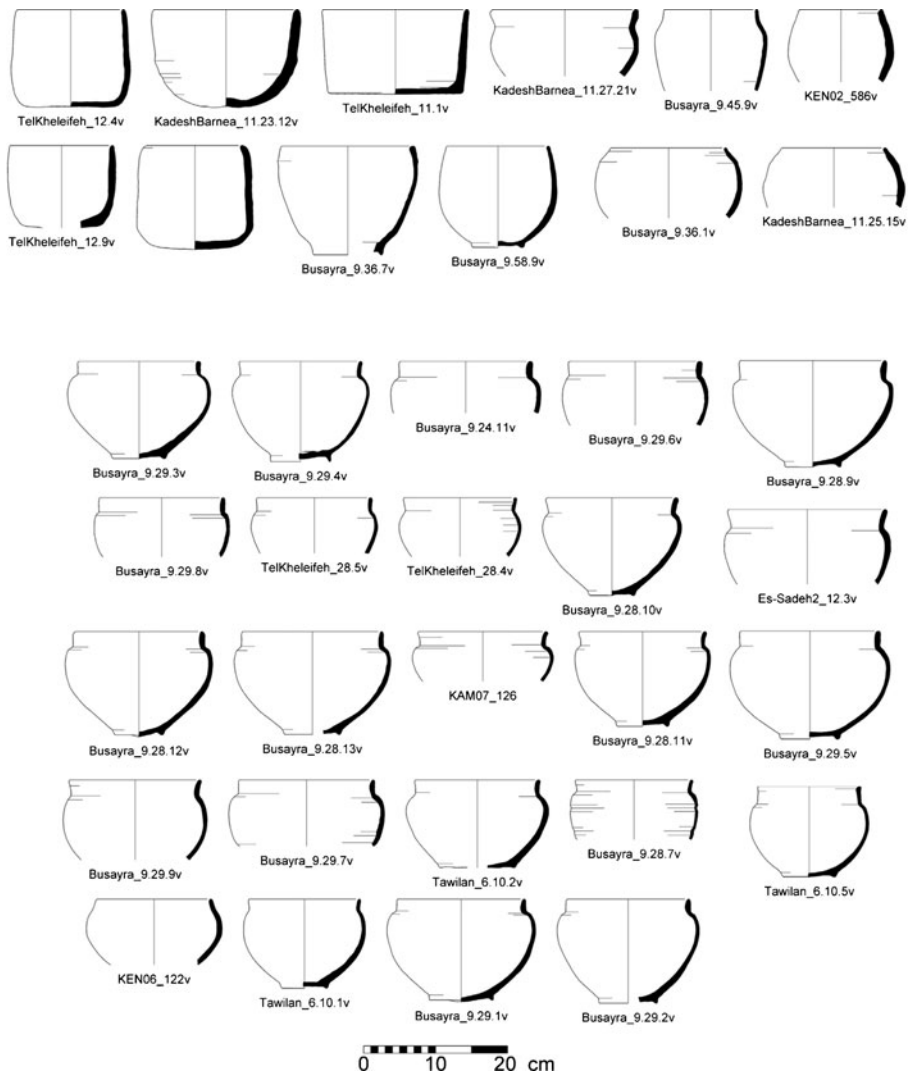 TelKheleifeh_12.4v
KadeshBarnea_11.23.12v
TelKheleifeh_11.1v
KadeshBarnea_11.27.21v
Busayra_9.45.9v
KEN02_586v
TelKheleifeh_12.9v
Busayra_9.36.7v
Busayra_9.58.9v
Busayra_9.36.1v
KadeshBarnea_11.25.15v
Busayra_9.29.3v
Busayra_9.29.4v
Busayra_9.24.11v
Busayra_9.29.6v
Busayra_9.28.9v
Busayra_9.29.8v
TelKheleifeh_28.5v
TelKheleifeh_28.4v
Busayra_9.28.10v
Es-Sadeh2_12.3v
Busayra_9.28.12v
Busayra_9.28.13v
KAM07_126
Busayra_9.28.11v
Busayra_9.29.5v
Busayra_9.29.9v
Busayra_9.29.7v
Tawilan_6.10.2v
Busayra_9.28.7v
Tawilan_6.10.5v
KEN06_122v
Tawilan_6.10.1v
Busayra_9.29.1v
Busayra_9.29.2v
0 10 20 cm